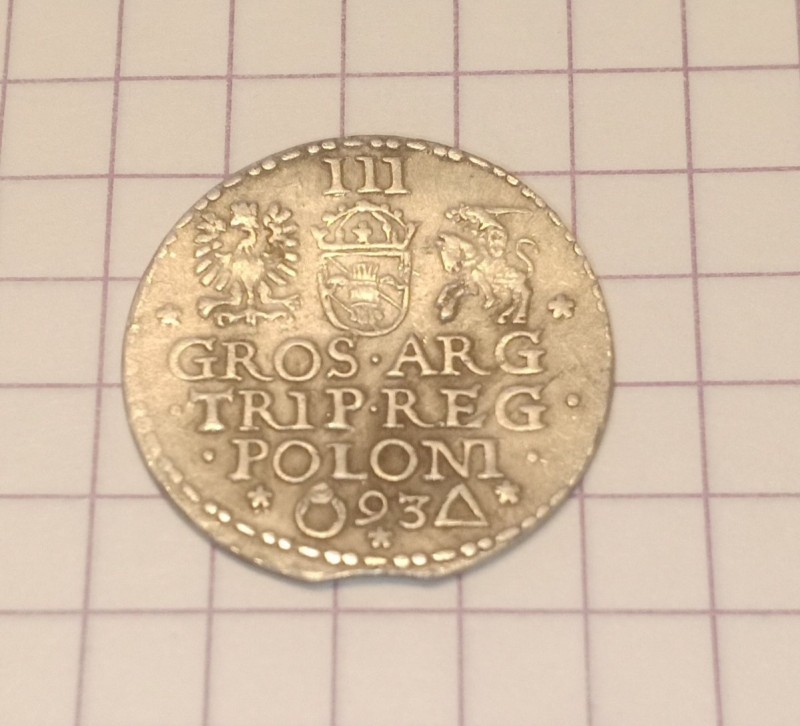 III
GROS · ARG
· TRIP · REG ·
· POLONI ·
93